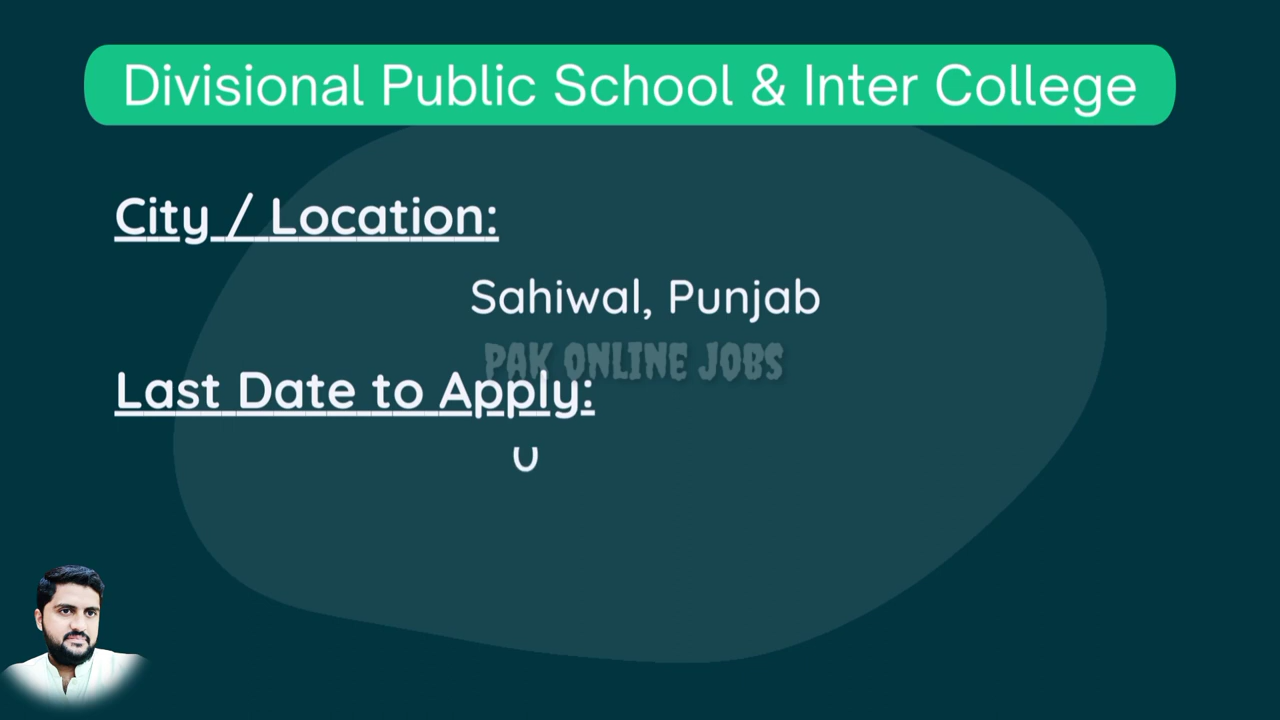 Divisional Public School & Inter College
City / Location:
Sahiwal, Punjab
PAK ONLINE JOBS
Last Date to Apply: